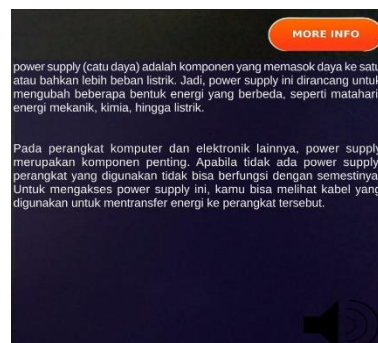 MORE INFO
power supply (catu daya) adalah komponen yang memasok daya ke satu
atau bahkan lebih beban listrik. Jadi, power supply ini dirancang untuk
mengubah beberapa bentuk energi yang berbeda, seperti matahari
energi mekanik, kimia, hingga listrik.
Pada perangkat komputer dan elektronik lainnya, power supply
merupakan komponen penting. Apabila tidak ada power supply
perangkat yang digunakan tidak bisa berfungsi dengan semestinya
Untuk mengakses power supply ini, kamu bisa melihat kabel yang
digunakan untuk mentransfer energi ke perangkat tersebut.